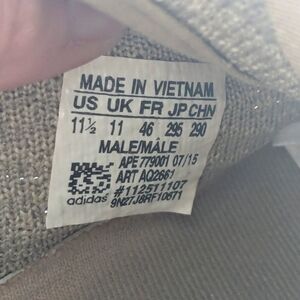 MADE IN VIETNAM
US UK FR JP CHN
11½ 11 46 295 290
MALE/MÂLE
APE 779001 07/15
ART AQ2661
#112511107
adidas 9N27J8RF10671